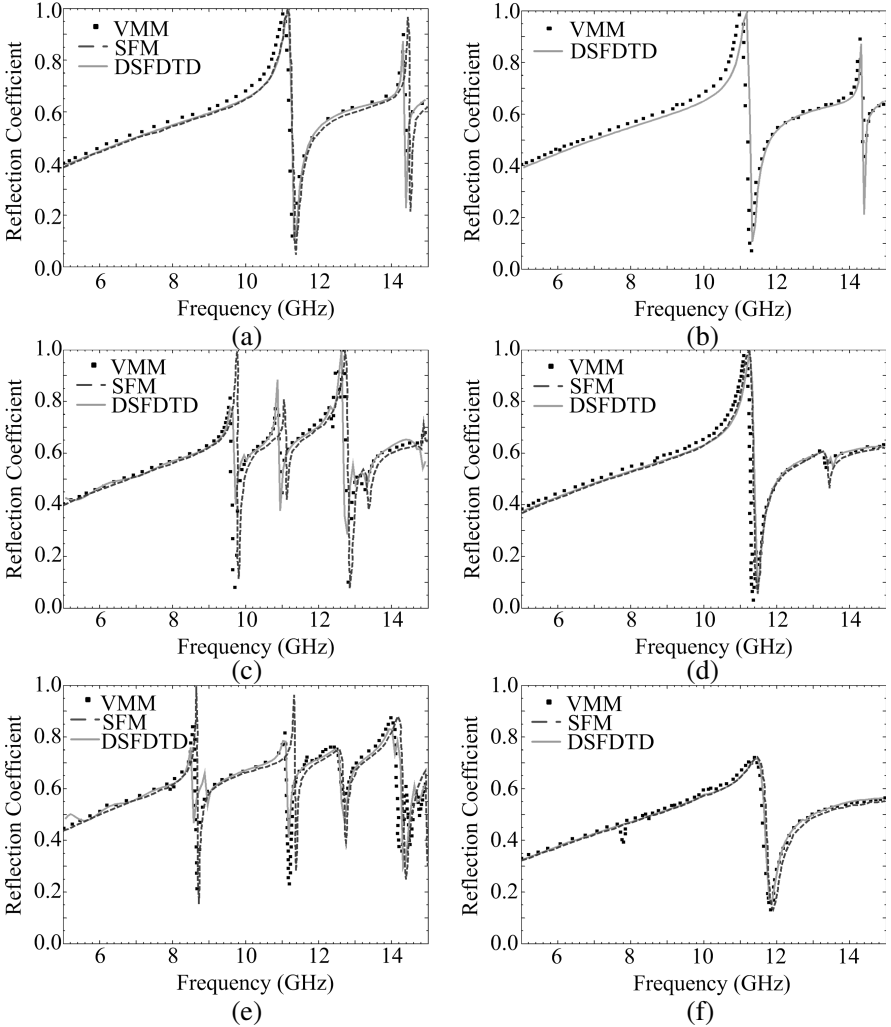 1.0
0.8
0.6
0.4
0.2
0.0
Reflection Coefficient
VMM
SFM
DSFDTD
6 8 10 12 14
Frequency (GHz)
(a)
1.0
0.8
0.6
0.4
0.2
0.0
Reflection Coefficient
VMM
DSFDTD
6 8 10 12 14
Frequency (GHz)
(b)
1.0
0.8
0.6
0.4
0.2
0.0
Reflection Coefficient
VMM
SFM
DSFDTD
6 8 10 12 14
Frequency (GHz)
(c)
1.0
0.8
0.6
0.4
0.2
0.0
Reflection Coefficient
VMM
SFM
DSFDTD
6 8 10 12 14
Frequency (GHz)
(d)
1.0
0.8
0.6
0.4
0.2
0.0
Reflection Coefficient
VMM
SFM
DSFDTD
6 8 10 12 14
Frequency (GHz)
(e)
1.0
0.8
0.6
0.4
0.2
0.0
Reflection Coefficient
VMM
SFM
DSFDTD
6 8 10 12 14
Frequency (GHz)
(f)